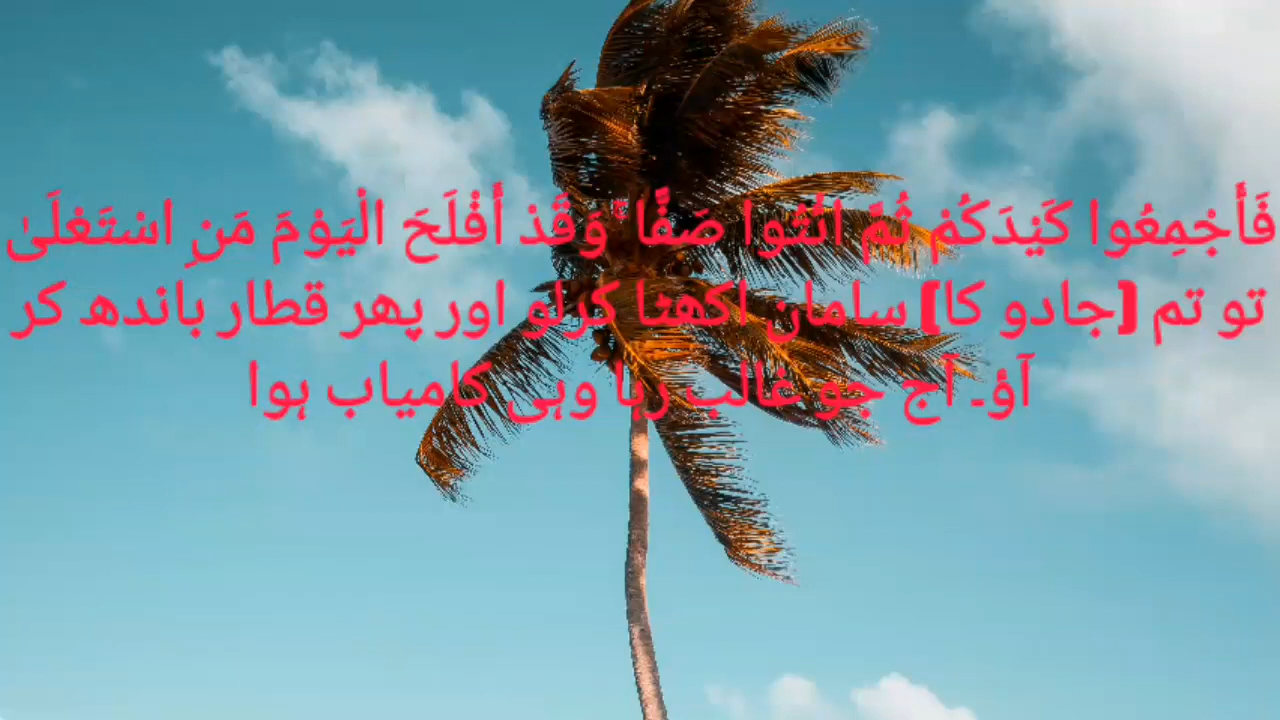 فَأَجْمِعُوا كَيْدَكُمْ ثُمَّ ائْتُوا صَفًّا ۚ وَقَدْ أَفْلَحَ الْيَوْمَ مَنِ اسْتَعْلَىٰ
تو تم (جادو کا) سامان اکھٹا کرلو اور پھر قطار باندھ کر
آؤ۔ آج جو غالب رہا وہی کامیاب ہوا